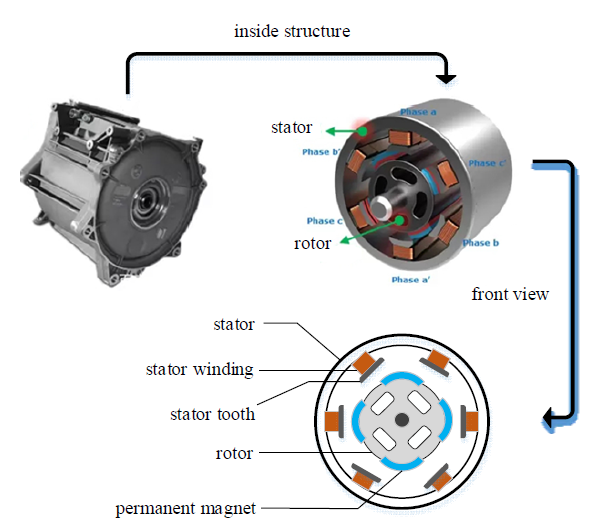 inside structure
Phase a
stator
Phase b'
Phase c'
Phase c
rotor
Phase b
Phase a'
front view
stator
stator winding
stator tooth
rotor
permanent magnet